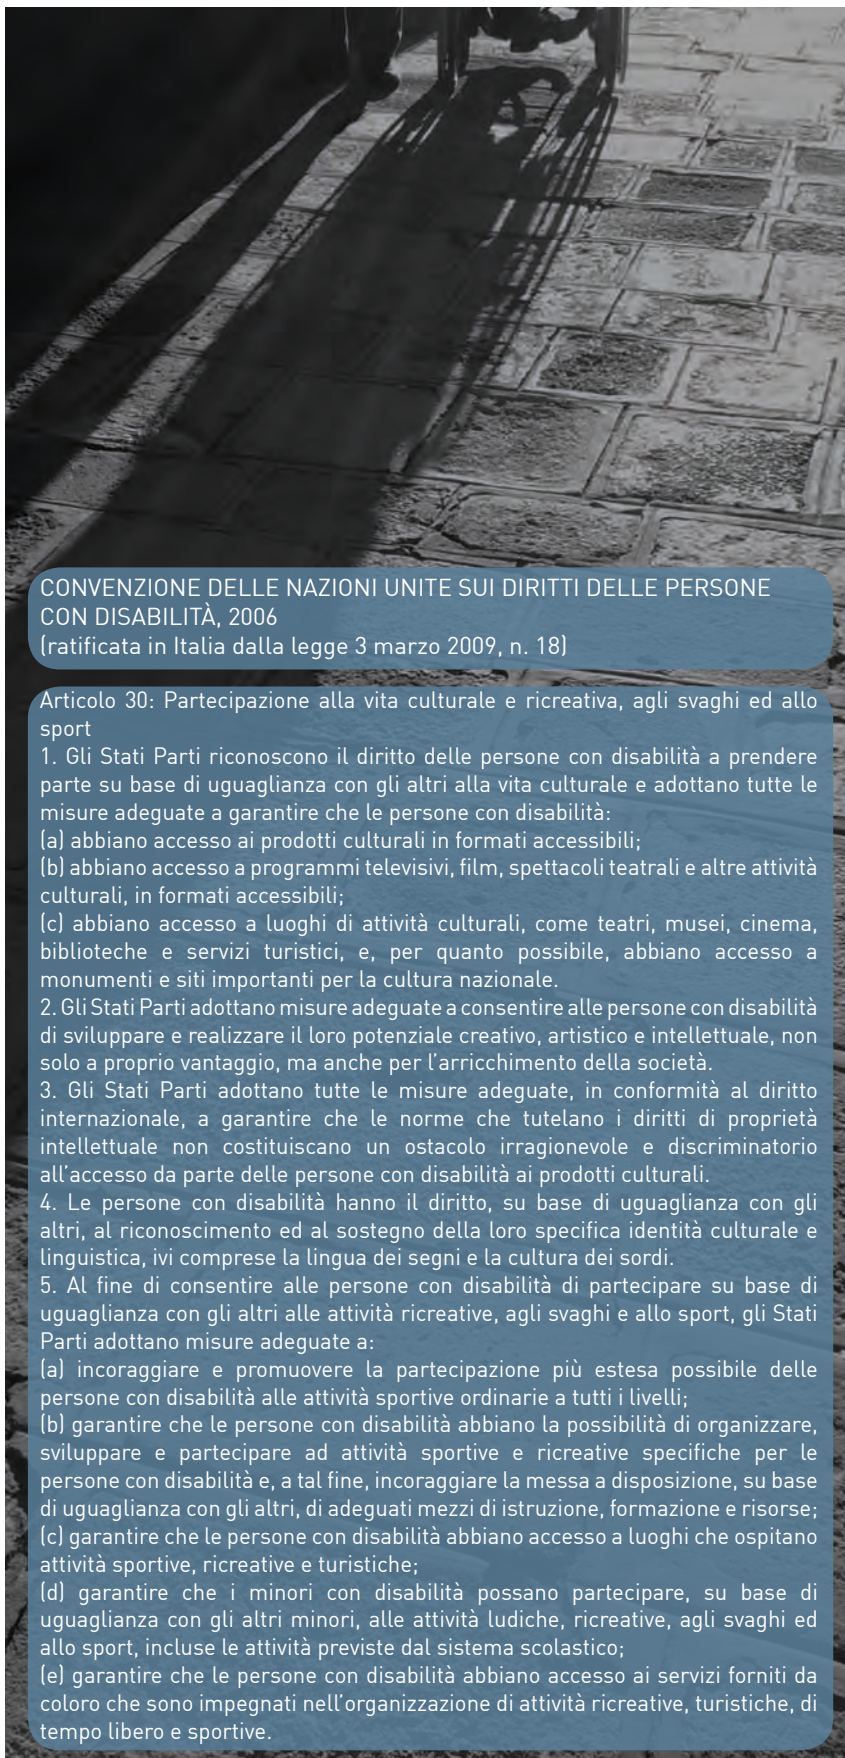 CONVENZIONE DELLE NAZIONI UNITE SUI DIRITTI DELLE PERSONE
CON DISABILITÀ, 2006
(ratificata in Italia dalla legge 3 marzo 2009, n. 18)
Articolo 30: Partecipazione alla vita culturale e ricreativa, agli svaghi ed allo
sport
1. Gli Stati Parti riconoscono il diritto delle persone con disabilità a prendere
parte su base di uguaglianza con gli altri alla vita culturale e adottano tutte le
misure adeguate a garantire che le persone con disabilità:
(a) abbiano accesso ai prodotti culturali in formati accessibili;
(b) abbiano accesso a programmi televisivi, film, spettacoli teatrali e altre attività
culturali, in formati accessibili;
(c) abbiano accesso a luoghi di attività culturali, come teatri, musei, cinema,
biblioteche e servizi turistici, e, per quanto possibile, abbiano accesso a
monumenti e siti importanti per la cultura nazionale.
2. Gli Stati Parti adottano misure adeguate a consentire alle persone con disabilità
di sviluppare e realizzare il loro potenziale creativo, artistico e intellettuale, non
solo a proprio vantaggio, ma anche per l'arricchimento della società.
3. Gli Stati Parti adottano tutte le misure adeguate, in conformità al diritto
internazionale, a garantire che le norme che tutelano i diritti di proprietà
intellettuale non costituiscano un ostacolo irragionevole e discriminatorio
all'accesso da parte delle persone con disabilità ai prodotti culturali.
4. Le persone con disabilità hanno il diritto, su base di uguaglianza con gli
altri, al riconoscimento ed al sostegno della loro specifica identità culturale e
linguistica, ivi comprese la lingua dei segni e la cultura dei sordi.
5. Al fine di consentire alle persone con disabilità di partecipare su base di
uguaglianza con gli altri alle attività ricreative, agli svaghi e allo sport, gli Stati
Parti adottano misure adeguate a:
(a) incoraggiare e promuovere la partecipazione più estesa possibile delle
persone con disabilità alle attività sportive ordinarie a tutti i livelli;
(b) garantire che le persone con disabilità abbiano la possibilità di organizzare,
sviluppare e partecipare ad attività sportive e ricreative specifiche per le
persone con disabilità e, a tal fine, incoraggiare la messa a disposizione, su base
di uguaglianza con gli altri, di adeguati mezzi di istruzione, formazione e risorse;
(c) garantire che le persone con disabilità abbiano accesso a luoghi che ospitano
attività sportive, ricreative e turistiche;
(d) garantire che i minori con disabilità possano partecipare, su base di
uguaglianza con gli altri minori, alle attività ludiche, ricreative, agli svaghi ed
allo sport, incluse le attività previste dal sistema scolastico;
(e) garantire che le persone con disabilità abbiano accesso ai servizi forniti da
coloro che sono impegnati nell'organizzazione di attività ricreative, turistiche, di
tempo libero e sportive.